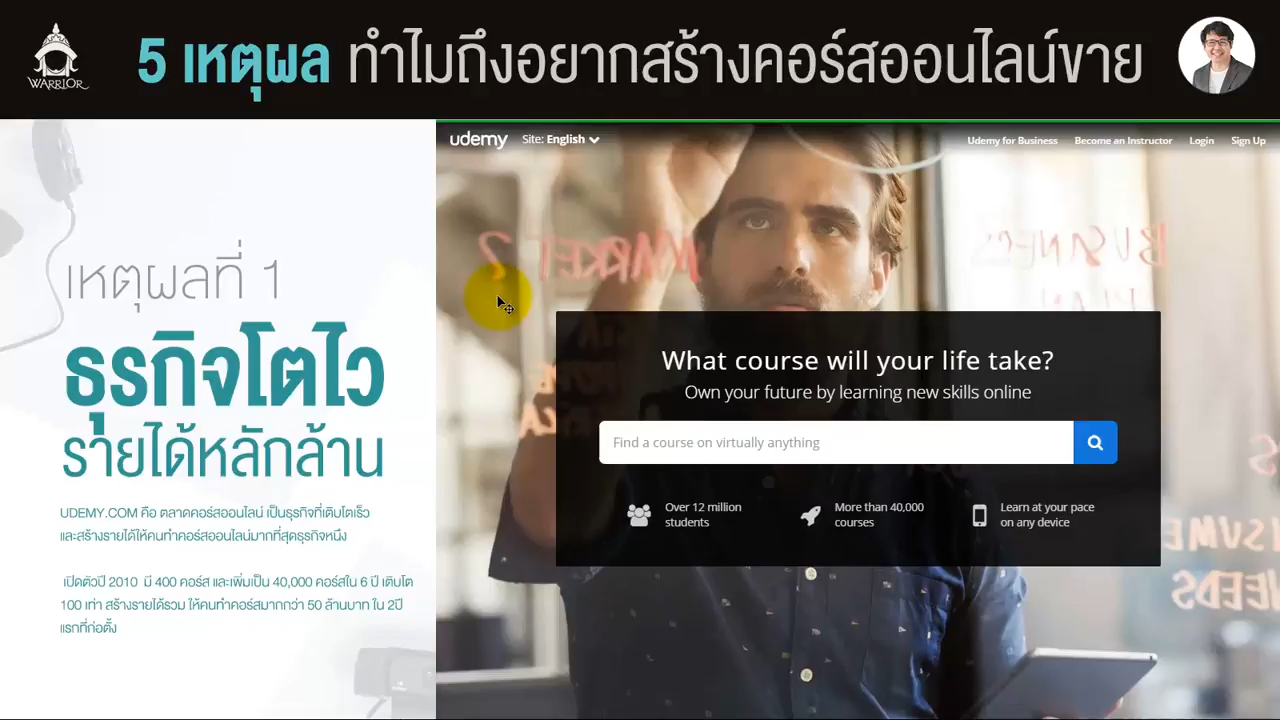 WARRIOR
5 เหตุผล ทำไมถึงอยากสร้างคอร์สออนไลน์ขาย
เหตุผลที่ 1
ธุรกิจโตไว
รายได้หลักล้าน
UDEMY.COM คือ ตลาดคอร์สออนไลน์ เป็นธุรกิจที่เติบโตเร็ว
และสร้างรายได้ให้คนทำคอร์สออนไลน์มากที่สุดธุรกิจหนึ่ง
เปิดตัวปี 2010 มี 400 คอร์ส และเพิ่มเป็น 40,000 คอร์สใน 6 ปี เติบโต
100 เท่า สร้างรายได้รวม ให้คนทำคอร์สมากกว่า 50 ล้านบาท ใน 2ปี
แรกที่ก่อตั้ง
udemy Site: English Udemy for Business Become an Instructor Login Sign Up
MARKET ?
BUSINESS
PLAN
What course will your life take?
Own your future by learning new skills online
Find a course on virtually anything
Over 12 million
students
More than 40,000
courses
Learn at your pace
on any device
NEEDS